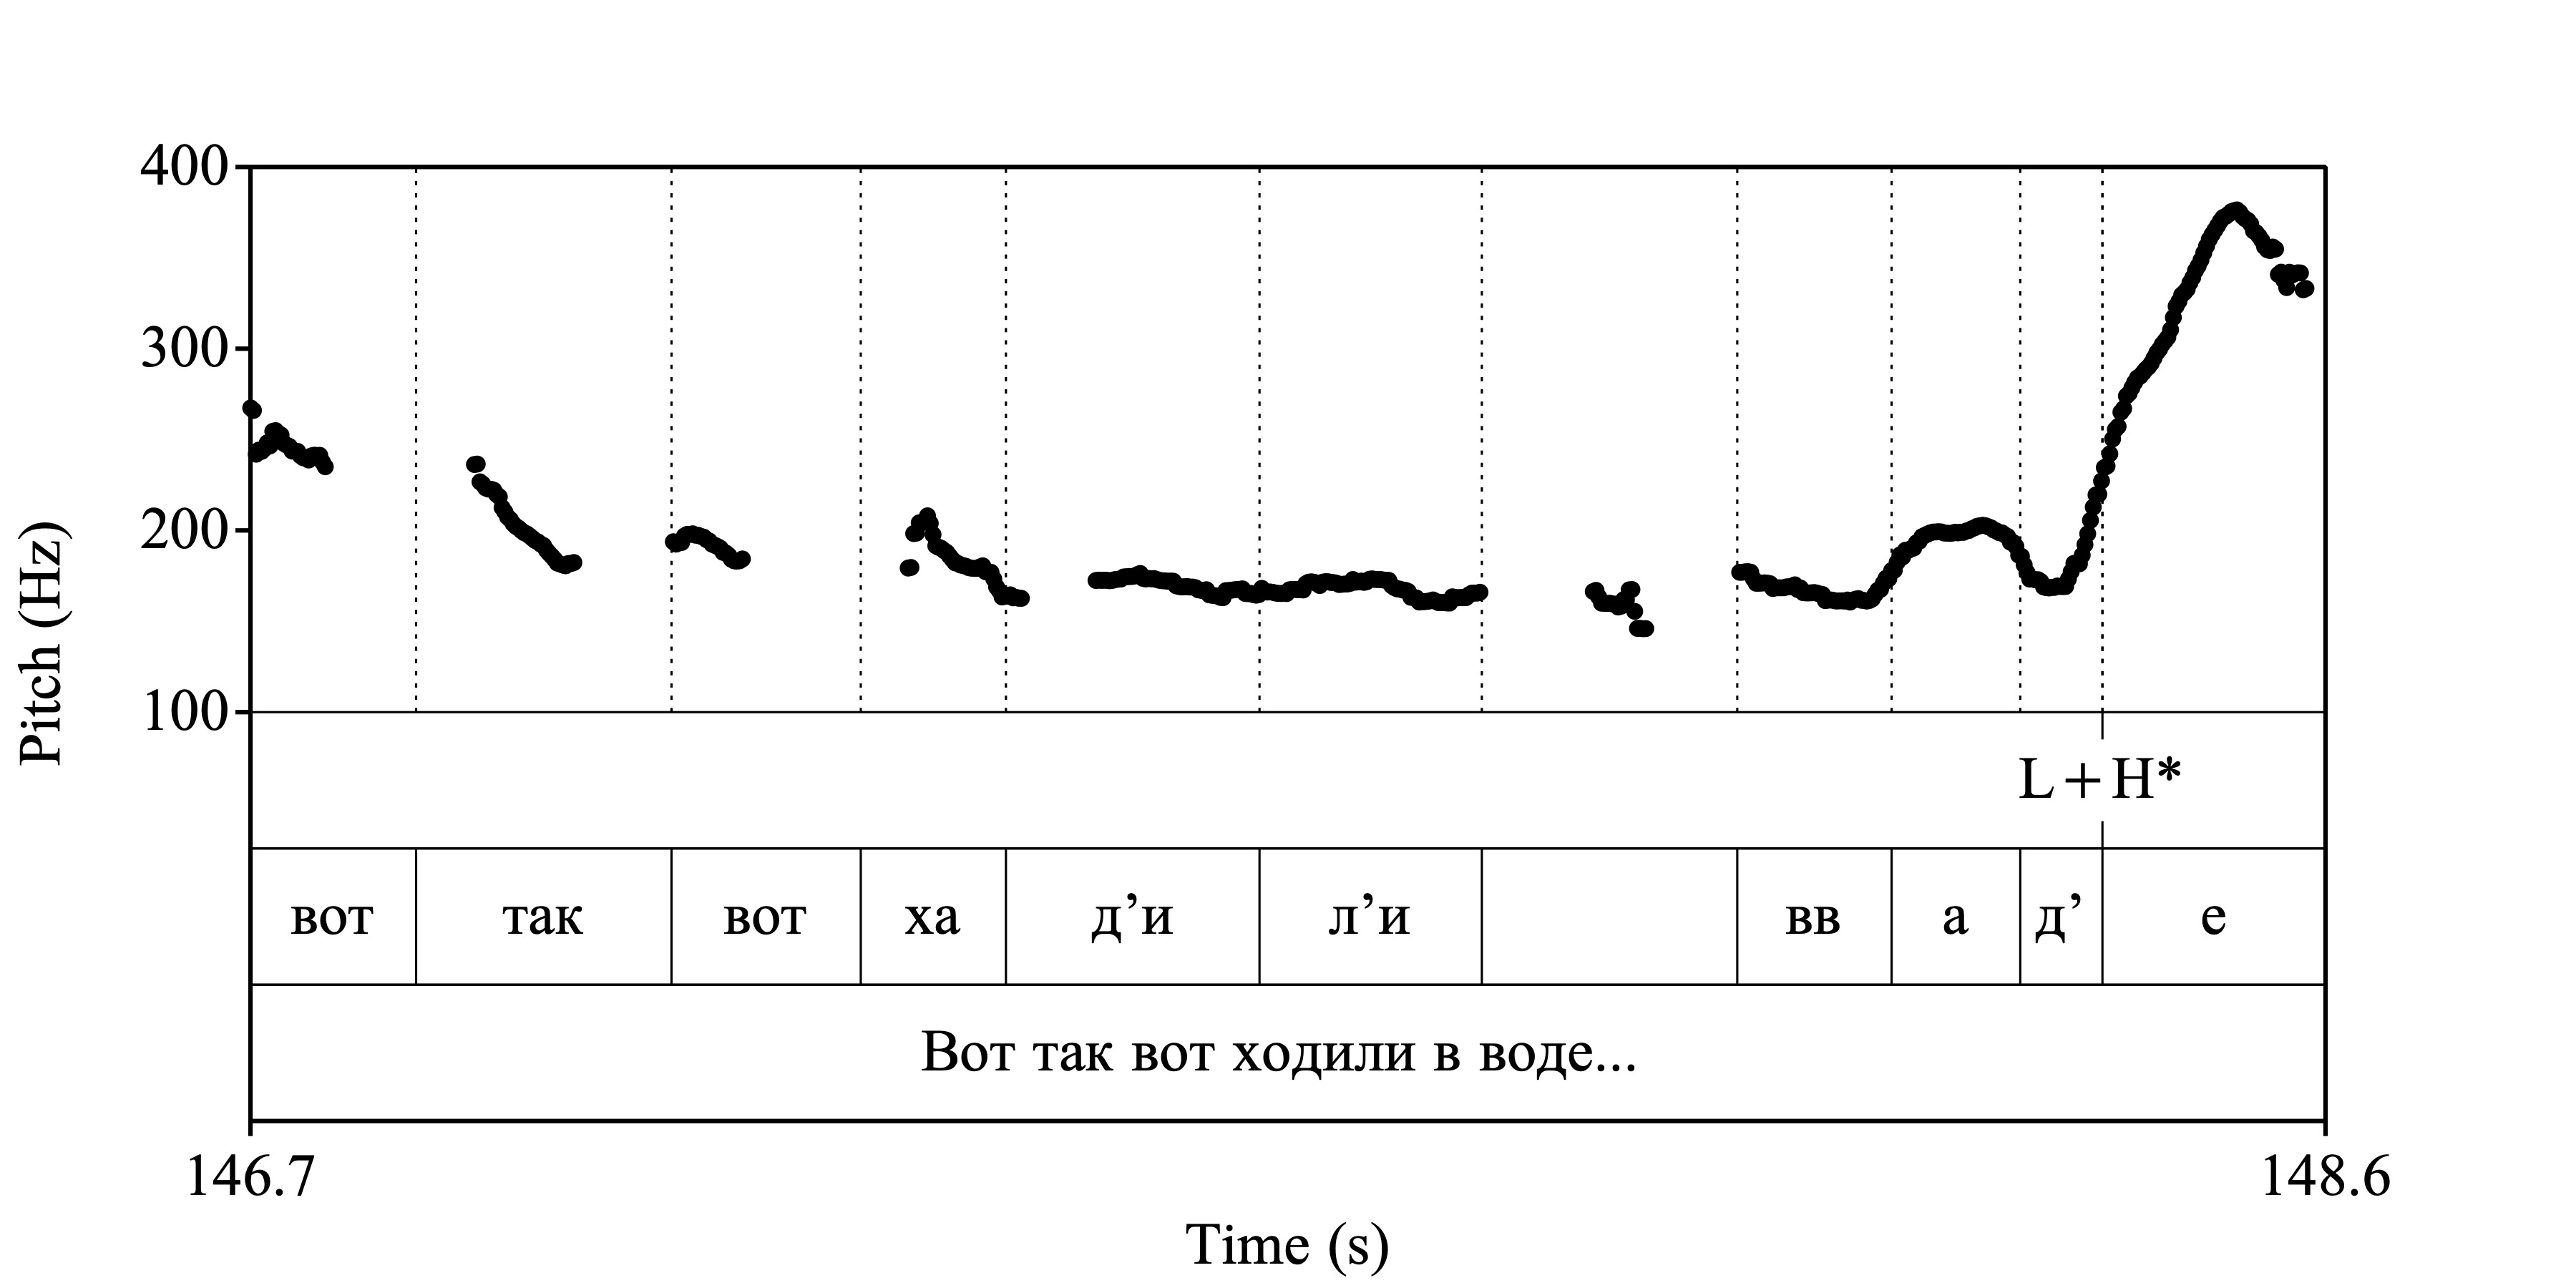 400
300
200
100
Pitch (Hz)
L+H*
вот так вот ха д’и л’и вв а д’ е
Вот так вот ходили в воде...
146.7 148.6
Time (s)